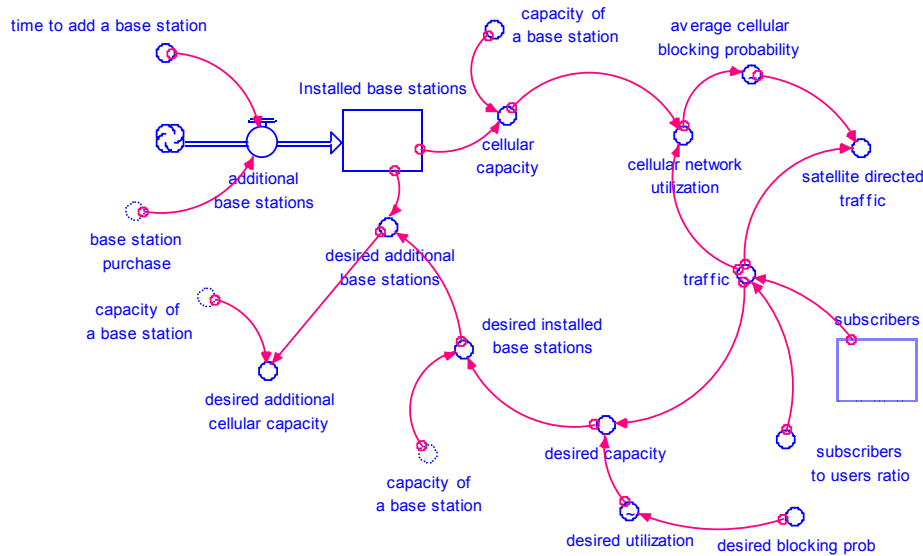 time to add a base station
capacity of
a base station
average cellular
blocking probability
Installed base stations
cellular
capacity
cellular network
utilization
satellite directed
traffic
additional
base stations
base station
purchase
desired additional
base stations
traffic
capacity of
a base station
desired installed
base stations
subscribers
desired additional
cellular capacity
desired capacity
subscribers
to users ratio
capacity of
a base station
desired utilization
desired blocking prob
~
~